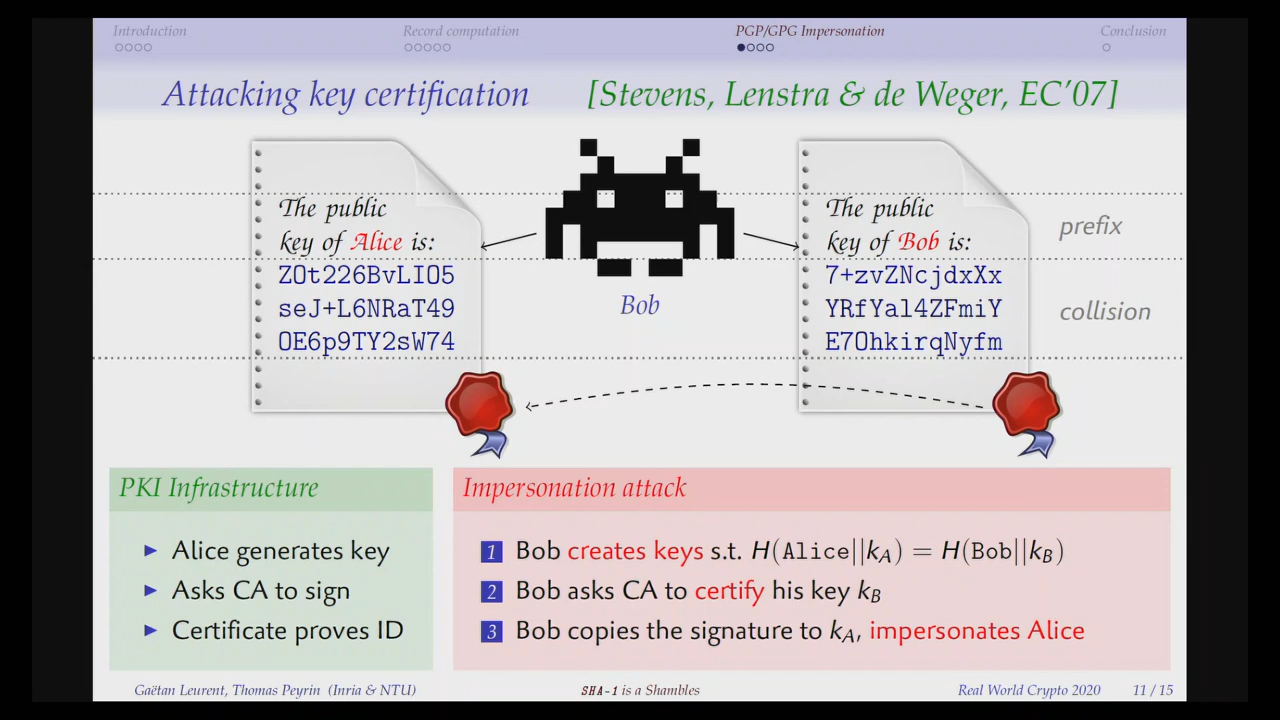 Introduction
Record computation
PGP/GPG Impersonation
Conclusion
Attacking key certification [Stevens, Lenstra & de Weger, EC'07]
The public
key of Alice is:
ZOt226BvLIO5
seJ+L6NRaT49
OE6p9TY2sW74
Bob
The public
key of Bob is:
7+zvZNcjdxXx
YRfYal4ZFmiY
E7OhkirqNyfm
prefix
collision
PKI Infrastructure
▶ Alice generates key
▶ Asks CA to sign
▶ Certificate proves ID
Impersonation attack
1 Bob creates keys s.t. H(Alice||k_A) = H(Bob||k_B)
2 Bob asks CA to certify his key k_B
3 Bob copies the signature to k_A, impersonates Alice
Gaëtan Leurent, Thomas Peyrin (Inria & NTU)
SHA-1 is a Shambles
Real World Crypto 2020
11 / 15